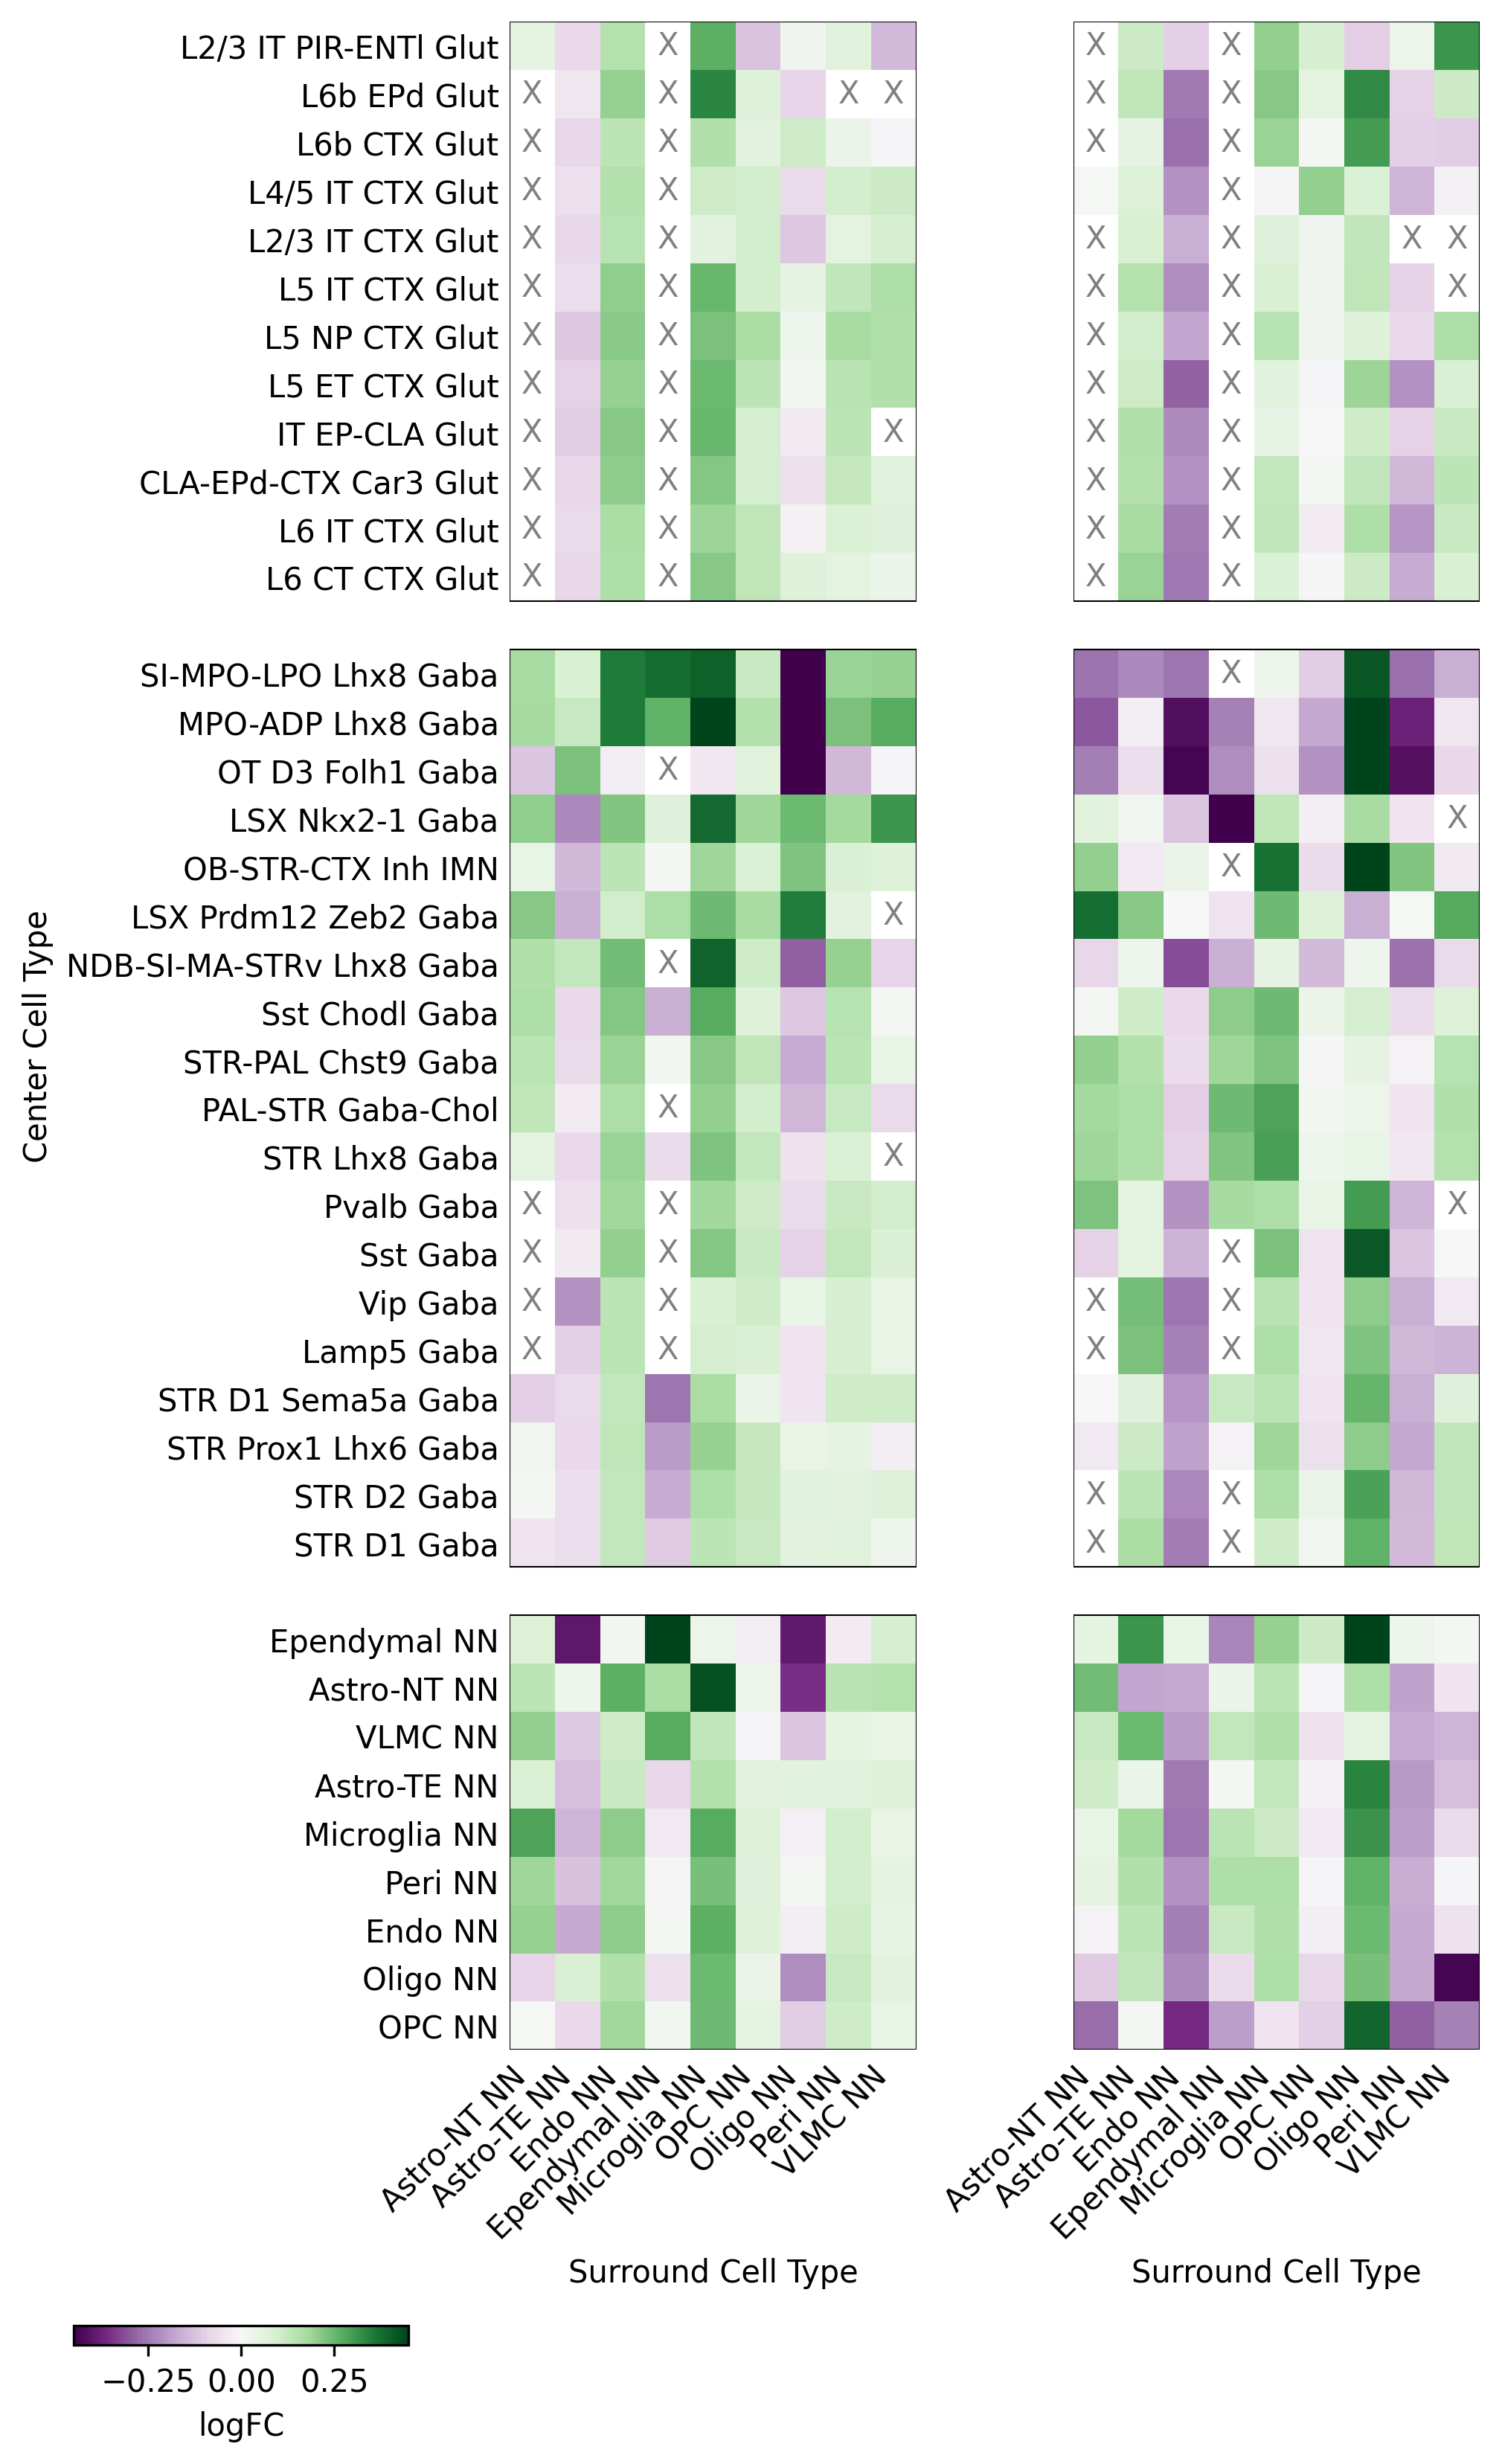 L2/3 IT PIR-ENTl Glut X X X
L6b EPd Glut X X X X X X
L6b CTX Glut X X X X
L4/5 IT CTX Glut X X X
L2/3 IT CTX Glut X X X X X X
L5 IT CTX Glut X X X X X
L5 NP CTX Glut X X X X
L5 ET CTX Glut X X X X
IT EP-CLA Glut X X X X X
CLA-EPd-CTX Car3 Glut X X X X
L6 IT CTX Glut X X X X
L6 CT CTX Glut X X X X
Center Cell Type
SI-MPO-LPO Lhx8 Gaba X
MPO-ADP Lhx8 Gaba
OT D3 Folh1 Gaba X
LSX Nkx2-1 Gaba X
OB-STR-CTX Inh IMN X
LSX Prdm12 Zeb2 Gaba X
NDB-SI-MA-STRv Lhx8 Gaba X
Sst Chodl Gaba
STR-PAL Chst9 Gaba
PAL-STR Gaba-Chol X
STR Lhx8 Gaba X
Pvalb Gaba X X X
Sst Gaba X X X
Vip Gaba X X X X
Lamp5 Gaba X X X X
STR D1 Sema5a Gaba
STR Prox1 Lhx6 Gaba
STR D2 Gaba X X
STR D1 Gaba X X
Ependymal NN
Astro-NT NN
VLMC NN
Astro-TE NN
Microglia NN
Peri NN
Endo NN
Oligo NN
OPC NN
Astro-NT NN
Astro-TE NN
Endo NN
Ependymal NN
Microglia NN
OPC NN
Oligo NN
Peri NN
VLMC NN
Surround Cell Type
Astro-NT NN
Astro-TE NN
Endo NN
Ependymal NN
Microglia NN
OPC NN
Oligo NN
Peri NN
VLMC NN
Surround Cell Type
−0.25 0.00 0.25
logFC